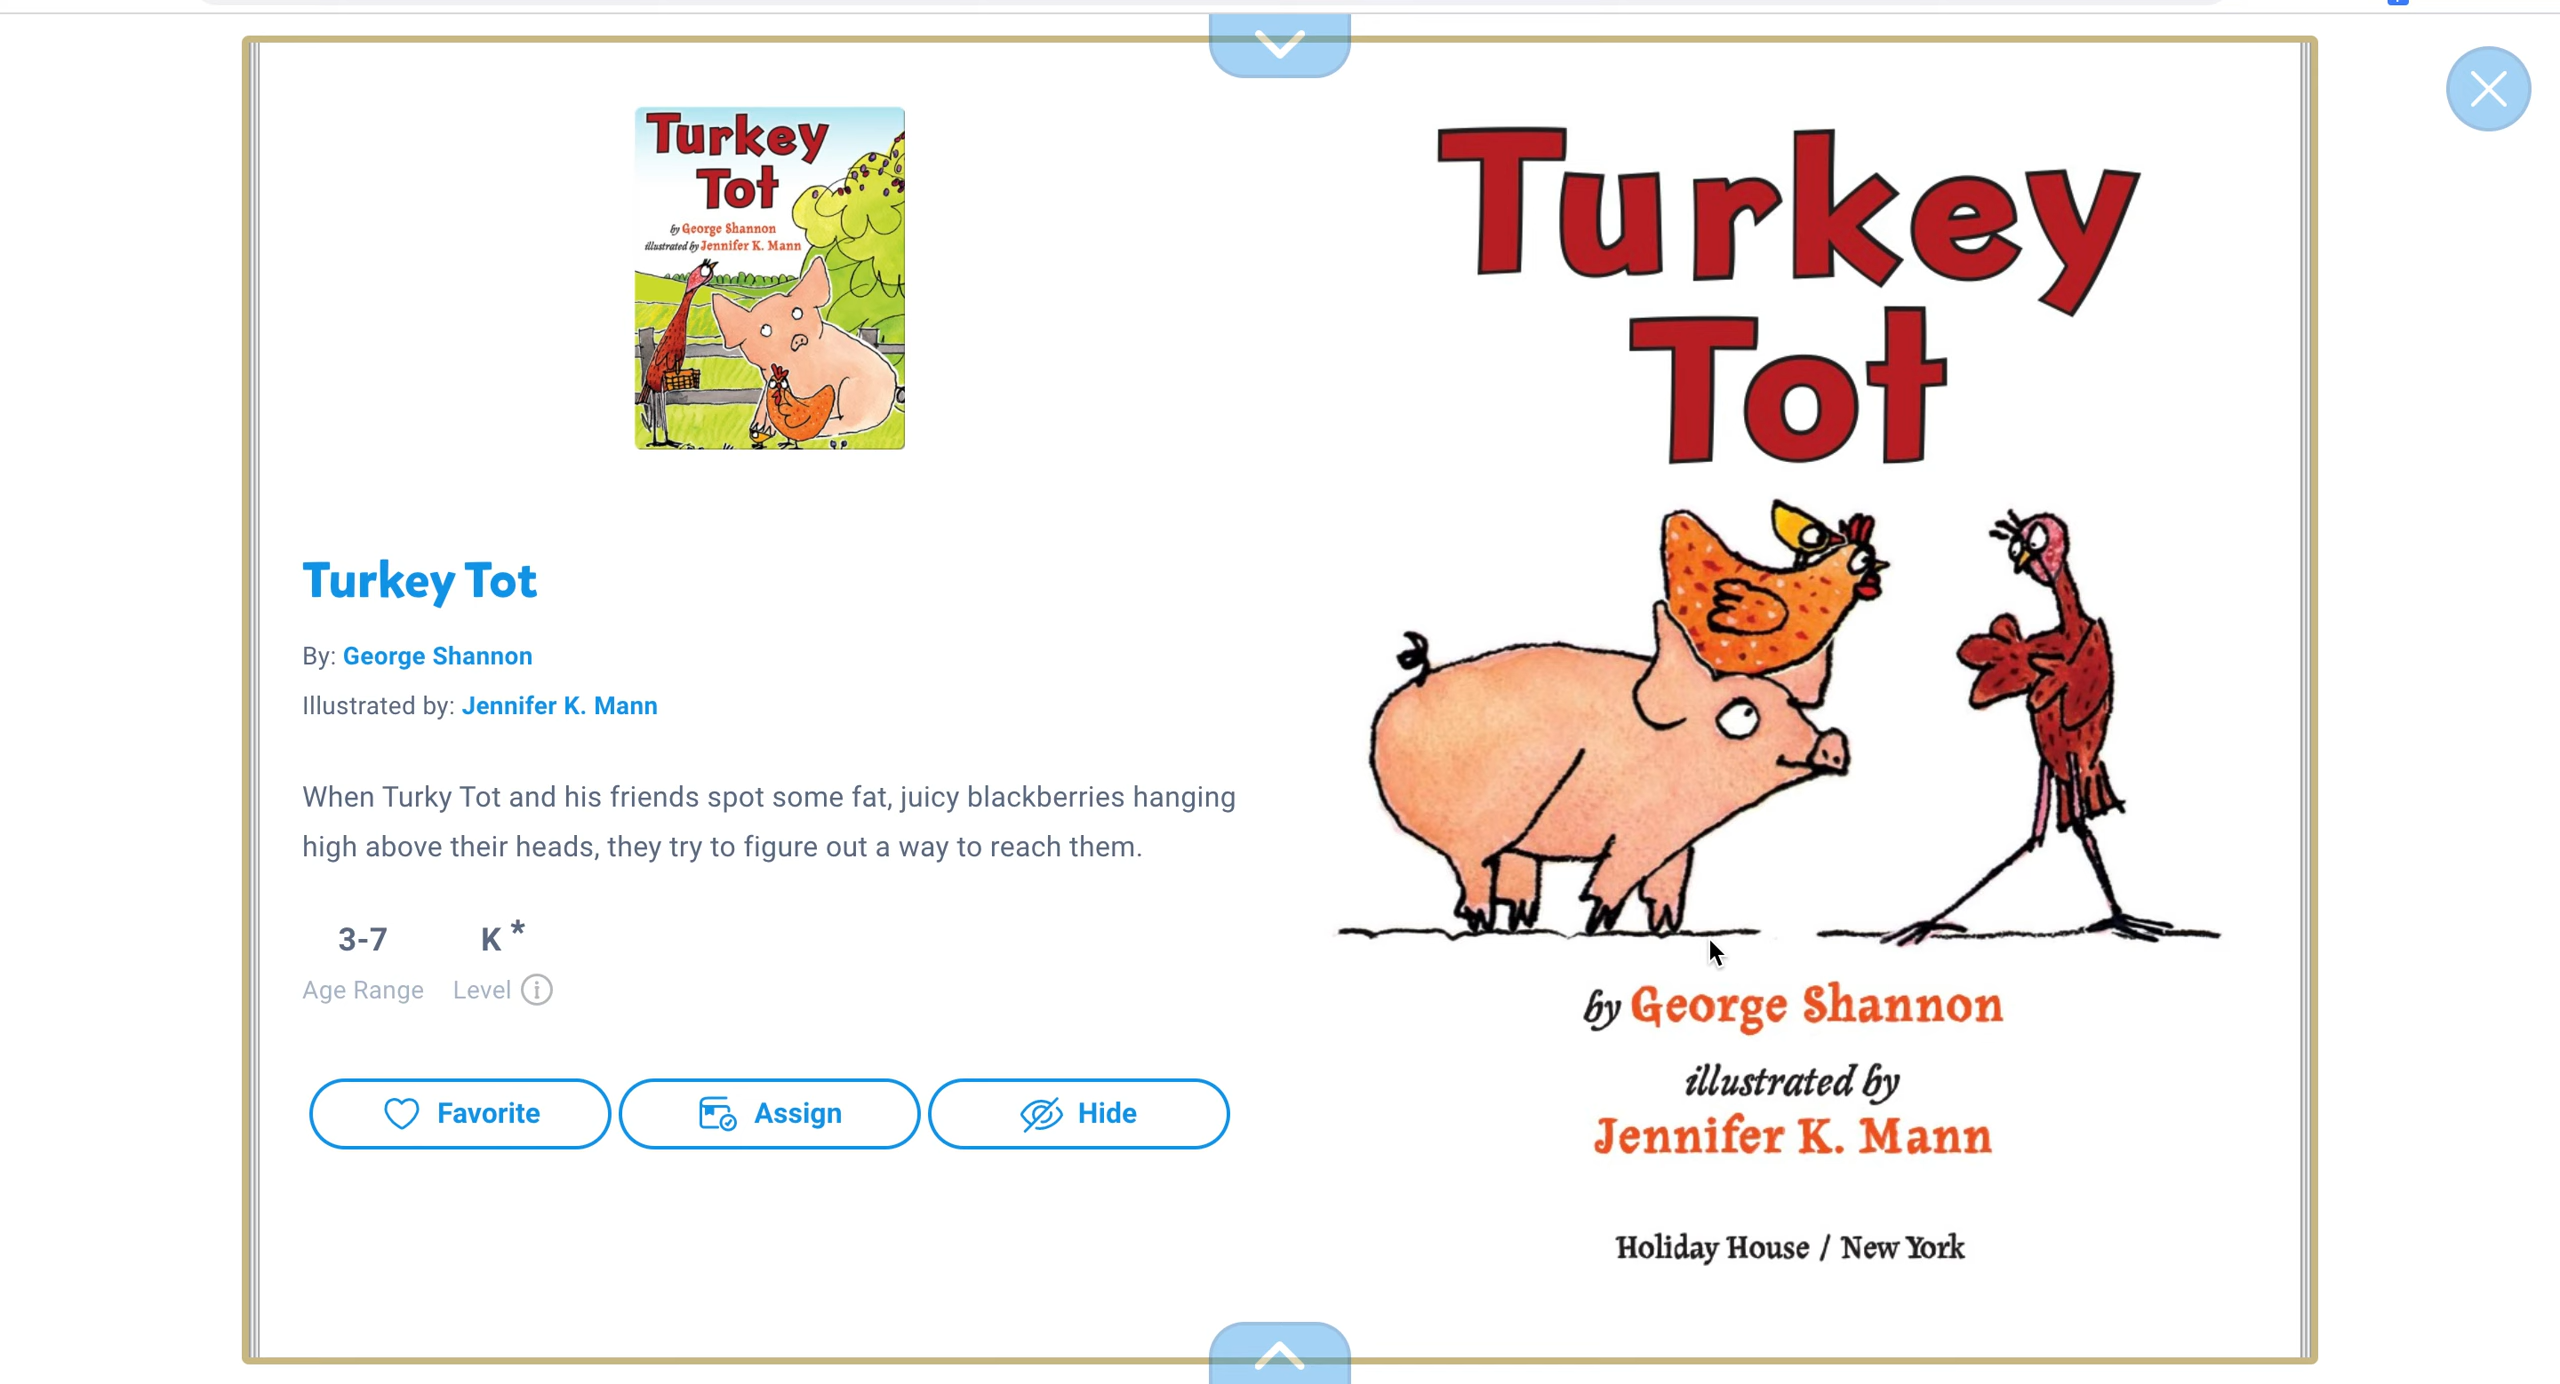 Turkey
Tot
by George Shannon
illustrated by Jennifer K. Mann
Turkey Tot
By: George Shannon
Illustrated by: Jennifer K. Mann
When Turky Tot and his friends spot some fat, juicy blackberries hanging
high above their heads, they try to figure out a way to reach them.
3-7 K *
Age Range Level i
Favorite Assign Hide
Turkey
Tot
by George Shannon
illustrated by
Jennifer K. Mann
Holiday House / New York